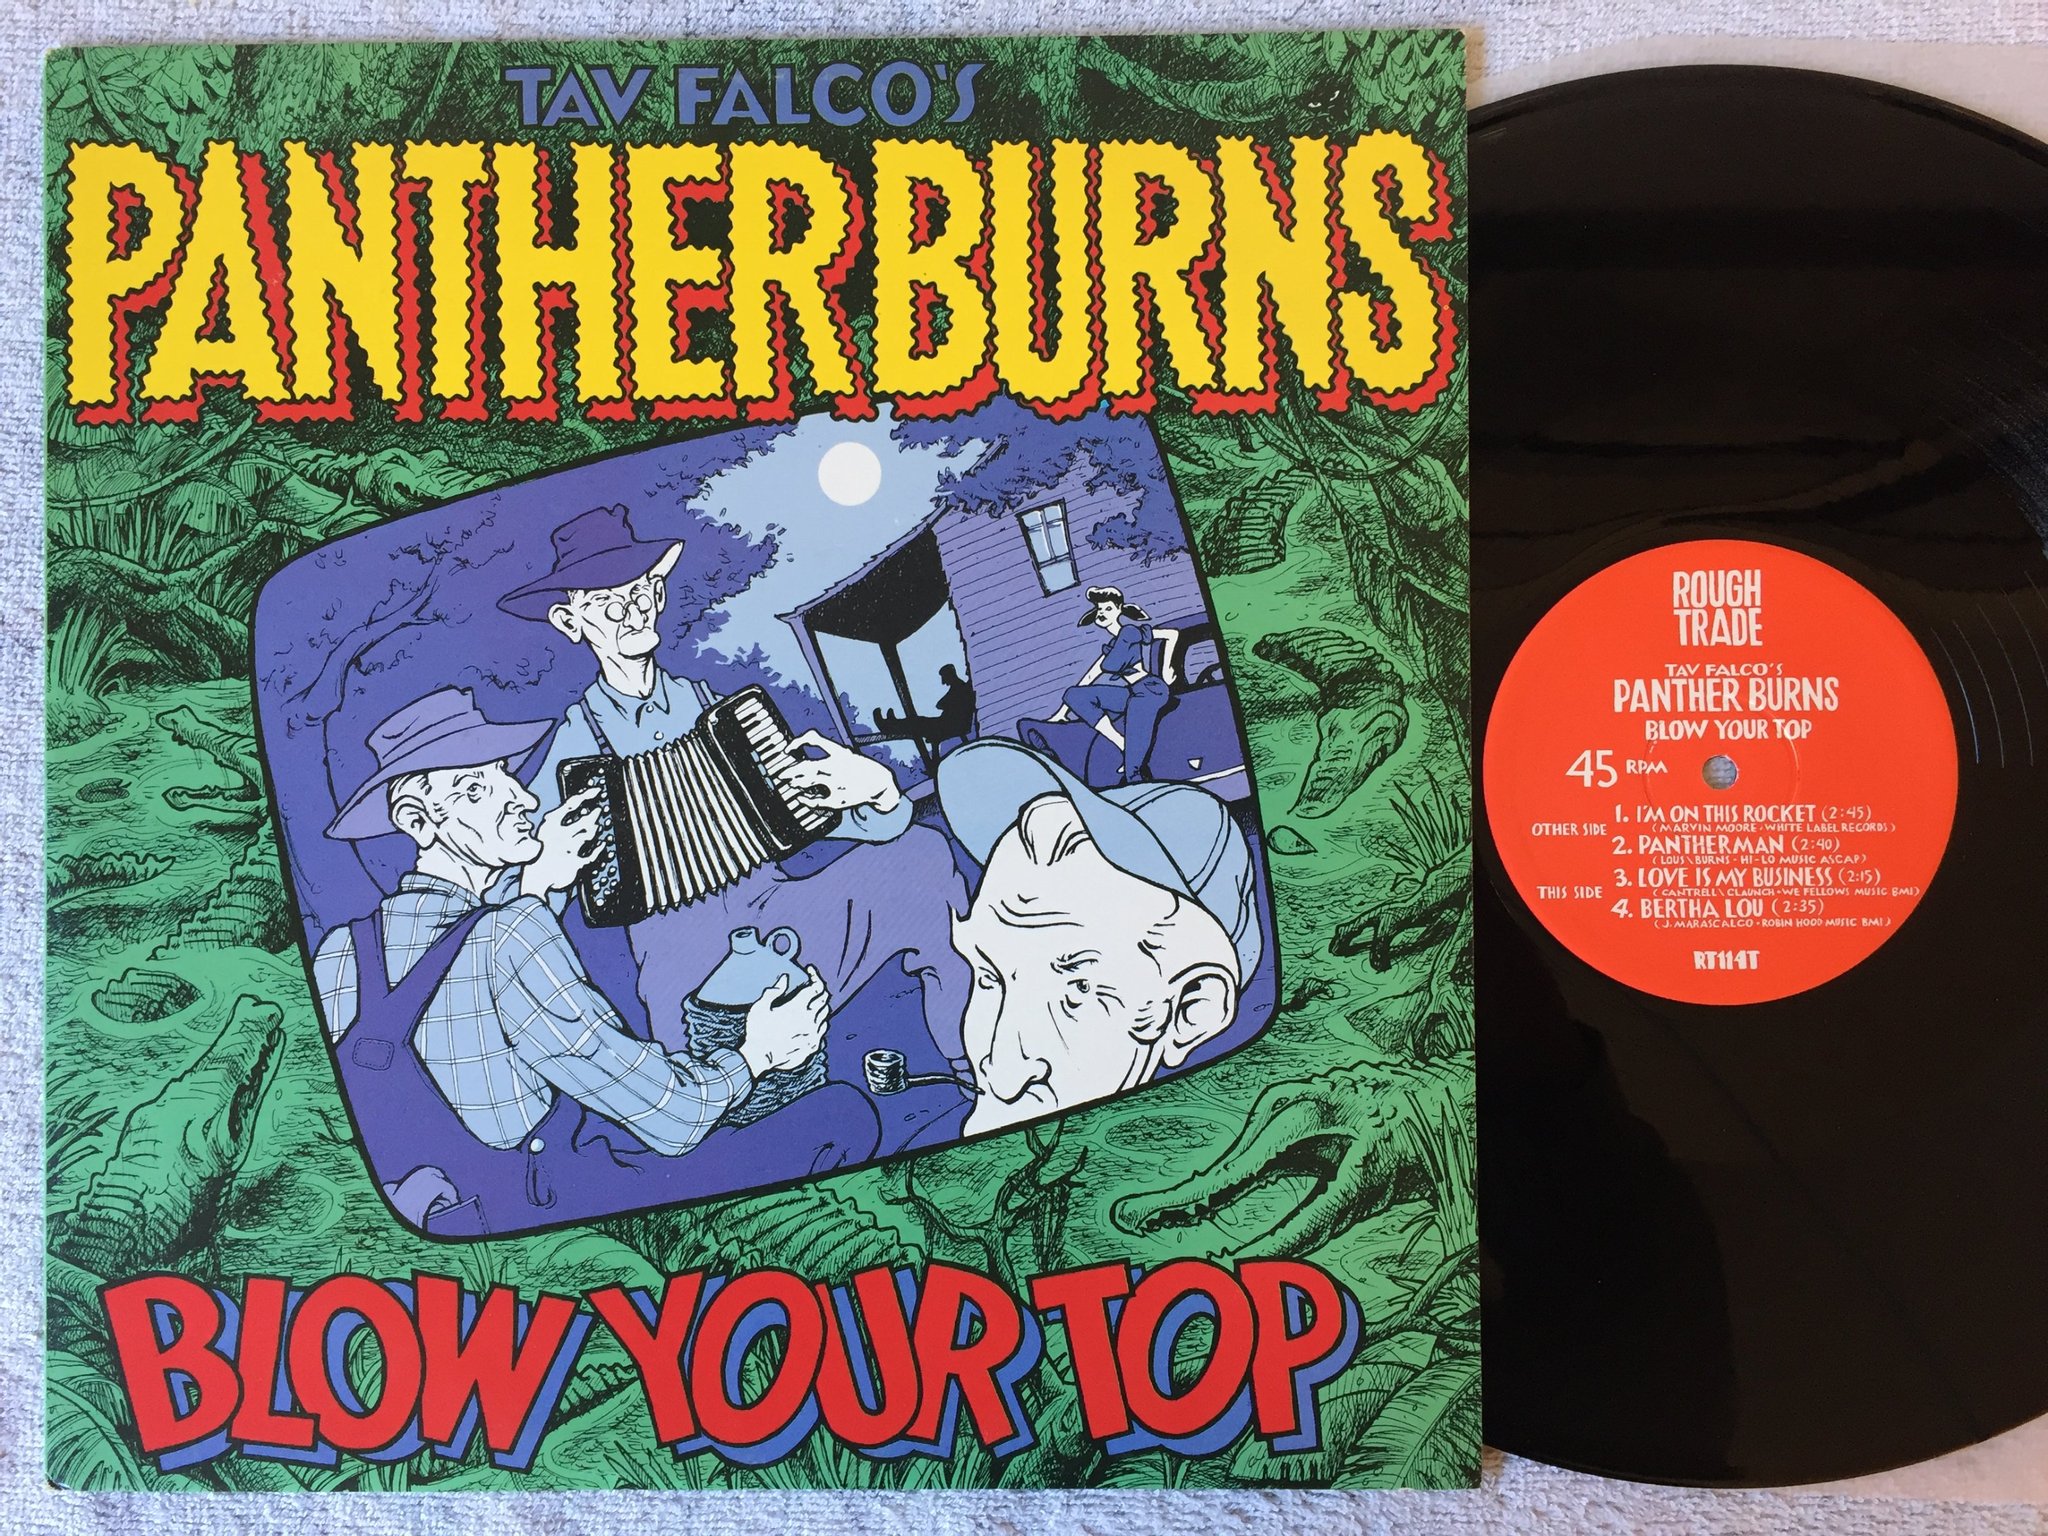 TAV FALCO'S
PANTHER BURNS
BLOW YOUR TOP
ROUGH
TRADE
TAV FALCO'S
PANTHER BURNS
BLOW YOUR TOP
45 RPM
OTHER SIDE
1. I'M ON THIS ROCKET (2:45)
(MARVIN MOORE • WHITE LABEL RECORDS)
2. PANTHERMAN (2:40)
(LOUS\BURNS - HI-LO MUSIC ASCAP)
THIS SIDE
3. LOVE IS MY BUSINESS (2:15)
(CANTRELL\CLAUNCH • WE FELLOWS MUSIC BMI)
4. BERTHA LOU (2:35)
(J. MARASCALCO • ROBIN HOOD MUSIC BMI)
RT114T